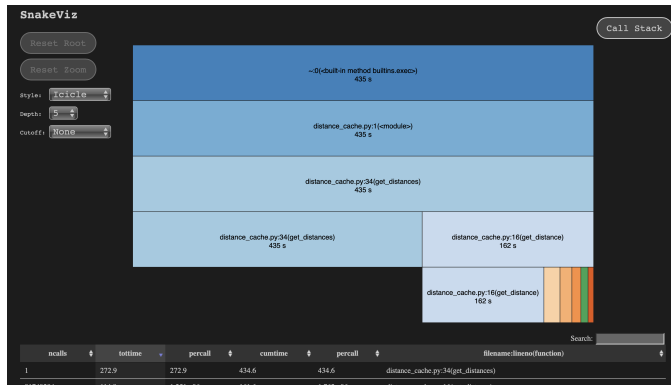 SnakeViz
Call Stack
Reset Root
Reset Zoom
Style: Icicle
Depth: 5
Cutoff: None
~:0(<built-in method builtins.exec>)
435 s
distance_cache.py:1(<module>)
435 s
distance_cache.py:34(get_distances)
435 s
distance_cache.py:34(get_distances)
435 s
distance_cache.py:16(get_distance)
162 s
distance_cache.py:16(get_distance)
162 s
Search:
ncalls tottime percall cumtime percall filename:lineno(function)
1 272.9 272.9 434.6 434.6 distance_cache.py:34(get_distances)